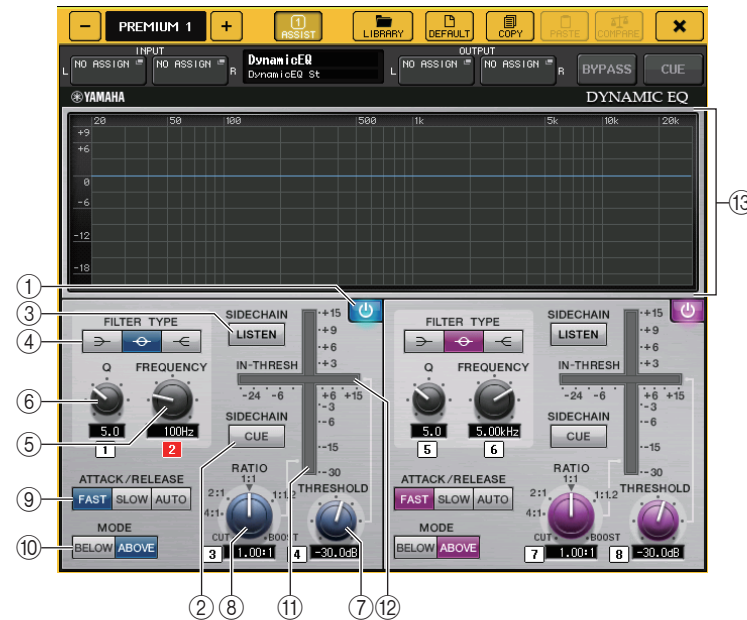 − PREMIUM 1 + 1 ASSIST LIBRARY DEFAULT COPY PASTE COMPARE ×
INPUT OUTPUT
L NO ASSIGN NO ASSIGN R DynamicEQ L NO ASSIGN NO ASSIGN R BYPASS CUE
DynamicEQ St
YAMAHA DYNAMIC EQ
20 50 100 500 1k 5k 10k 20k
+9
+6
0
-6
-12
-18
⑬
①
③
④
⑥
⑤
⑨
⑩
FILTER TYPE
SIDECHAIN
LISTEN
+15
+9
+6
+3
IN-THRESH
-24 -6 +6 +15
-3
-6
-15
-30
Q FREQUENCY
5.0 100Hz
1 2
SIDECHAIN
CUE
ATTACK/RELEASE
FAST SLOW AUTO
MODE
BELOW ABOVE
RATIO
1:1
2:1 1:1.2
4:1
CUT BOOST
3 1.00:1
THRESHOLD
4 -30.0dB
FILTER TYPE
SIDECHAIN
LISTEN
+15
+9
+6
+3
IN-THRESH
-24 -6 +6 +15
-3
-6
-15
-30
Q FREQUENCY
5.0 5.00kHz
5 6
SIDECHAIN
CUE
ATTACK/RELEASE
FAST SLOW AUTO
MODE
BELOW ABOVE
RATIO
1:1
2:1 1:1.2
4:1
CUT BOOST
7 1.00:1
THRESHOLD
8 -30.0dB
② ⑧ ⑪ ⑦ ⑫